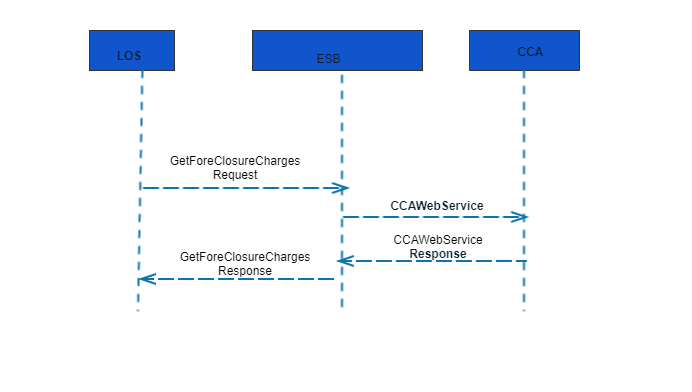 LOS
ESB
CCA
GetForeClosureCharges
Request
CCAWebService
CCAWebService
Response
GetForeClosureCharges
Response